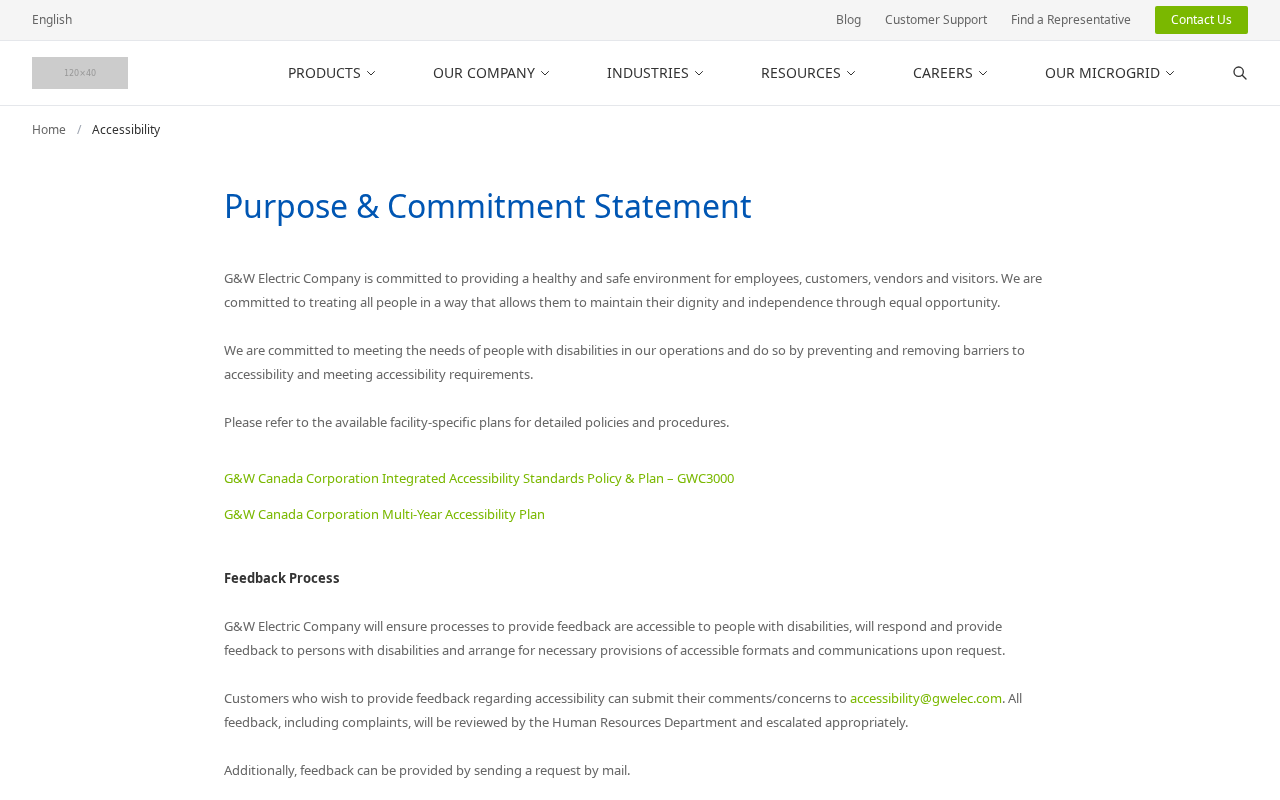 English
Blog
Customer Support
Find a Representative
Contact Us
120×40
PRODUCTS
OUR COMPANY
INDUSTRIES
RESOURCES
CAREERS
OUR MICROGRID
Home / Accessibility
Purpose & Commitment Statement
G&W Electric Company is committed to providing a healthy and safe environment for employees, customers, vendors and visitors. We are
committed to treating all people in a way that allows them to maintain their dignity and independence through equal opportunity.
We are committed to meeting the needs of people with disabilities in our operations and do so by preventing and removing barriers to
accessibility and meeting accessibility requirements.
Please refer to the available facility-specific plans for detailed policies and procedures.
G&W Canada Corporation Integrated Accessibility Standards Policy & Plan – GWC3000
G&W Canada Corporation Multi-Year Accessibility Plan
Feedback Process
G&W Electric Company will ensure processes to provide feedback are accessible to people with disabilities, will respond and provide
feedback to persons with disabilities and arrange for necessary provisions of accessible formats and communications upon request.
Customers who wish to provide feedback regarding accessibility can submit their comments/concerns to accessibility@gwelec.com. All
feedback, including complaints, will be reviewed by the Human Resources Department and escalated appropriately.
Additionally, feedback can be provided by sending a request by mail.